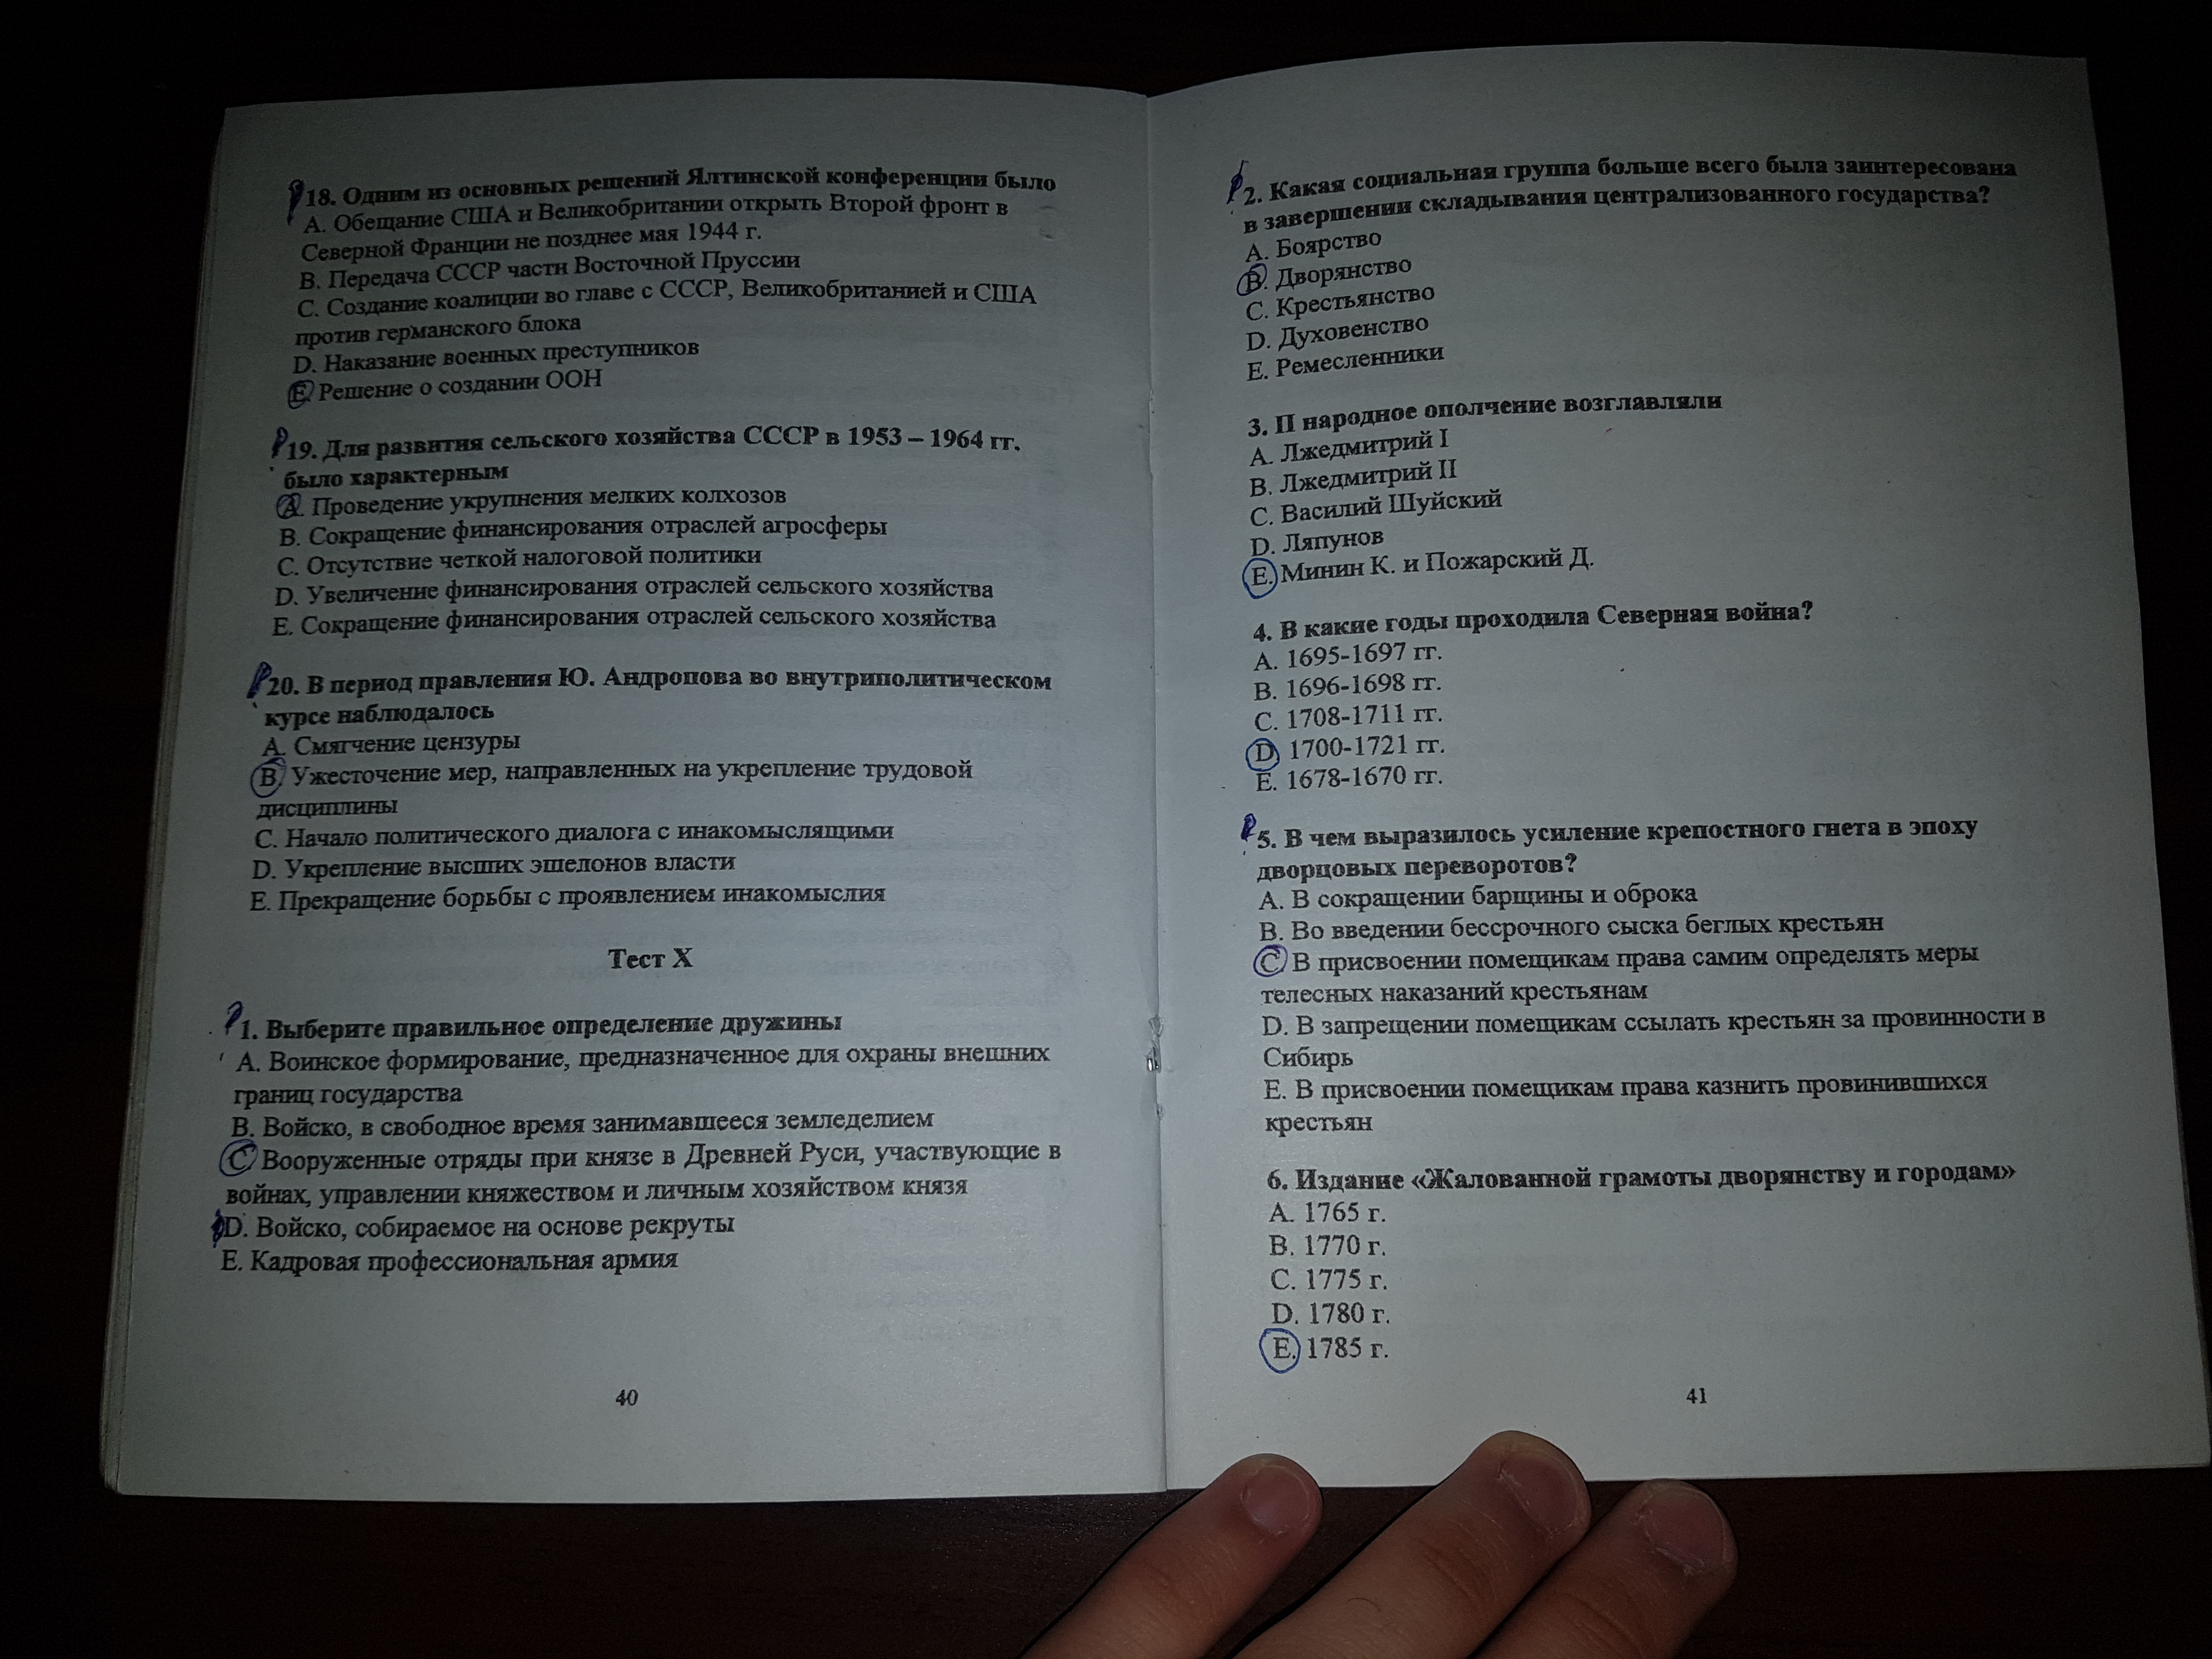 18. Одним из основных решений Ялтинской конференции было
А. Обещание США и Великобритании открыть Второй фронт в
Северной Франции не позднее мая 1944 г.
В. Передача СССР части Восточной Пруссии
С. Создание коалиции во главе с СССР, Великобританией и США
против германского блока
D. Наказание военных преступников
Е. Решение о создании ООН
19. Для развития сельского хозяйства СССР в 1953 – 1964 гг.
было характерным
А. Проведение укрупнения мелких колхозов
В. Сокращение финансирования отраслей агросферы
С. Отсутствие четкой налоговой политики
D. Увеличение финансирования отраслей сельского хозяйства
Е. Сокращение финансирования отраслей сельского хозяйства
20. В период правления Ю. Андропова во внутриполитическом
курсе наблюдалось
А. Смягчение цензуры
В. Ужесточение мер, направленных на укрепление трудовой
дисциплины
С. Начало политического диалога с инакомыслящими
D. Укрепление высших эшелонов власти
Е. Прекращение борьбы с проявлением инакомыслия
Тест X
1. Выберите правильное определение дружины
А. Воинское формирование, предназначенное для охраны внешних
границ государства
В. Войско, в свободное время занимавшееся земледелием
С. Вооруженные отряды при князе в Древней Руси, участвующие в
войнах, управлении княжеством и личным хозяйством князя
D. Войско, собираемое на основе рекруты
Е. Кадровая профессиональная армия
40
2. Какая социальная группа больше всего была заинтересована
в завершении складывания централизованного государства?
А. Боярство
В. Дворянство
С. Крестьянство
D. Духовенство
Е. Ремесленники
3. II народное ополчение возглавляли
А. Лжедмитрий I
В. Лжедмитрий II
С. Василий Шуйский
D. Ляпунов
Е. Минин К. и Пожарский Д.
4. В какие годы проходила Северная война?
А. 1695-1697 гг.
В. 1696-1698 гг.
С. 1708-1711 гг.
D. 1700-1721 гг.
Е. 1678-1670 гг.
5. В чем выразилось усиление крепостного гнета в эпоху
дворцовых переворотов?
А. В сокращении барщины и оброка
В. Во введении бессрочного сыска беглых крестьян
С. В присвоении помещикам права самим определять меры
телесных наказаний крестьянам
D. В запрещении помещикам ссылать крестьян за провинности в
Сибирь
Е. В присвоении помещикам права казнить провинившихся
крестьян
6. Издание «Жалованной грамоты дворянству и городам»
А. 1765 г.
В. 1770 г.
С. 1775 г.
D. 1780 г.
Е. 1785 г.
41